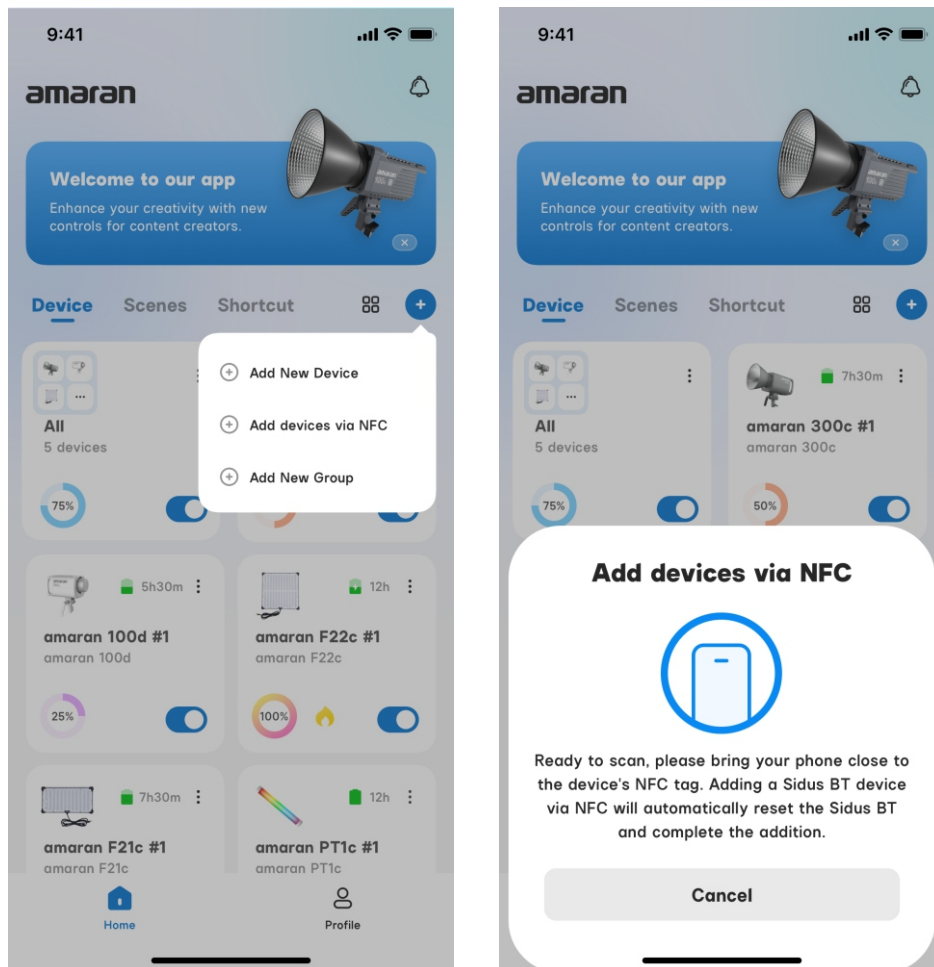 9:41
amaran
Welcome to our app
Enhance your creativity with new
controls for content creators.
Device Scenes Shortcut
Add New Device
Add devices via NFC
Add New Group
All
5 devices
75%
5h30m
amaran 100d #1
amaran 100d
25%
12h
amaran F22c #1
amaran F22c
100%
7h30m
amaran F21c #1
amaran F21c
12h
amaran PT1c #1
amaran PT1c
Home
Profile
9:41
amaran
Welcome to our app
Enhance your creativity with new
controls for content creators.
Device Scenes Shortcut
All
5 devices
75%
7h30m
amaran 300c #1
amaran 300c
50%
Add devices via NFC
Ready to scan, please bring your phone close to
the device's NFC tag. Adding a Sidus BT device
via NFC will automatically reset the Sidus BT
and complete the addition.
Cancel